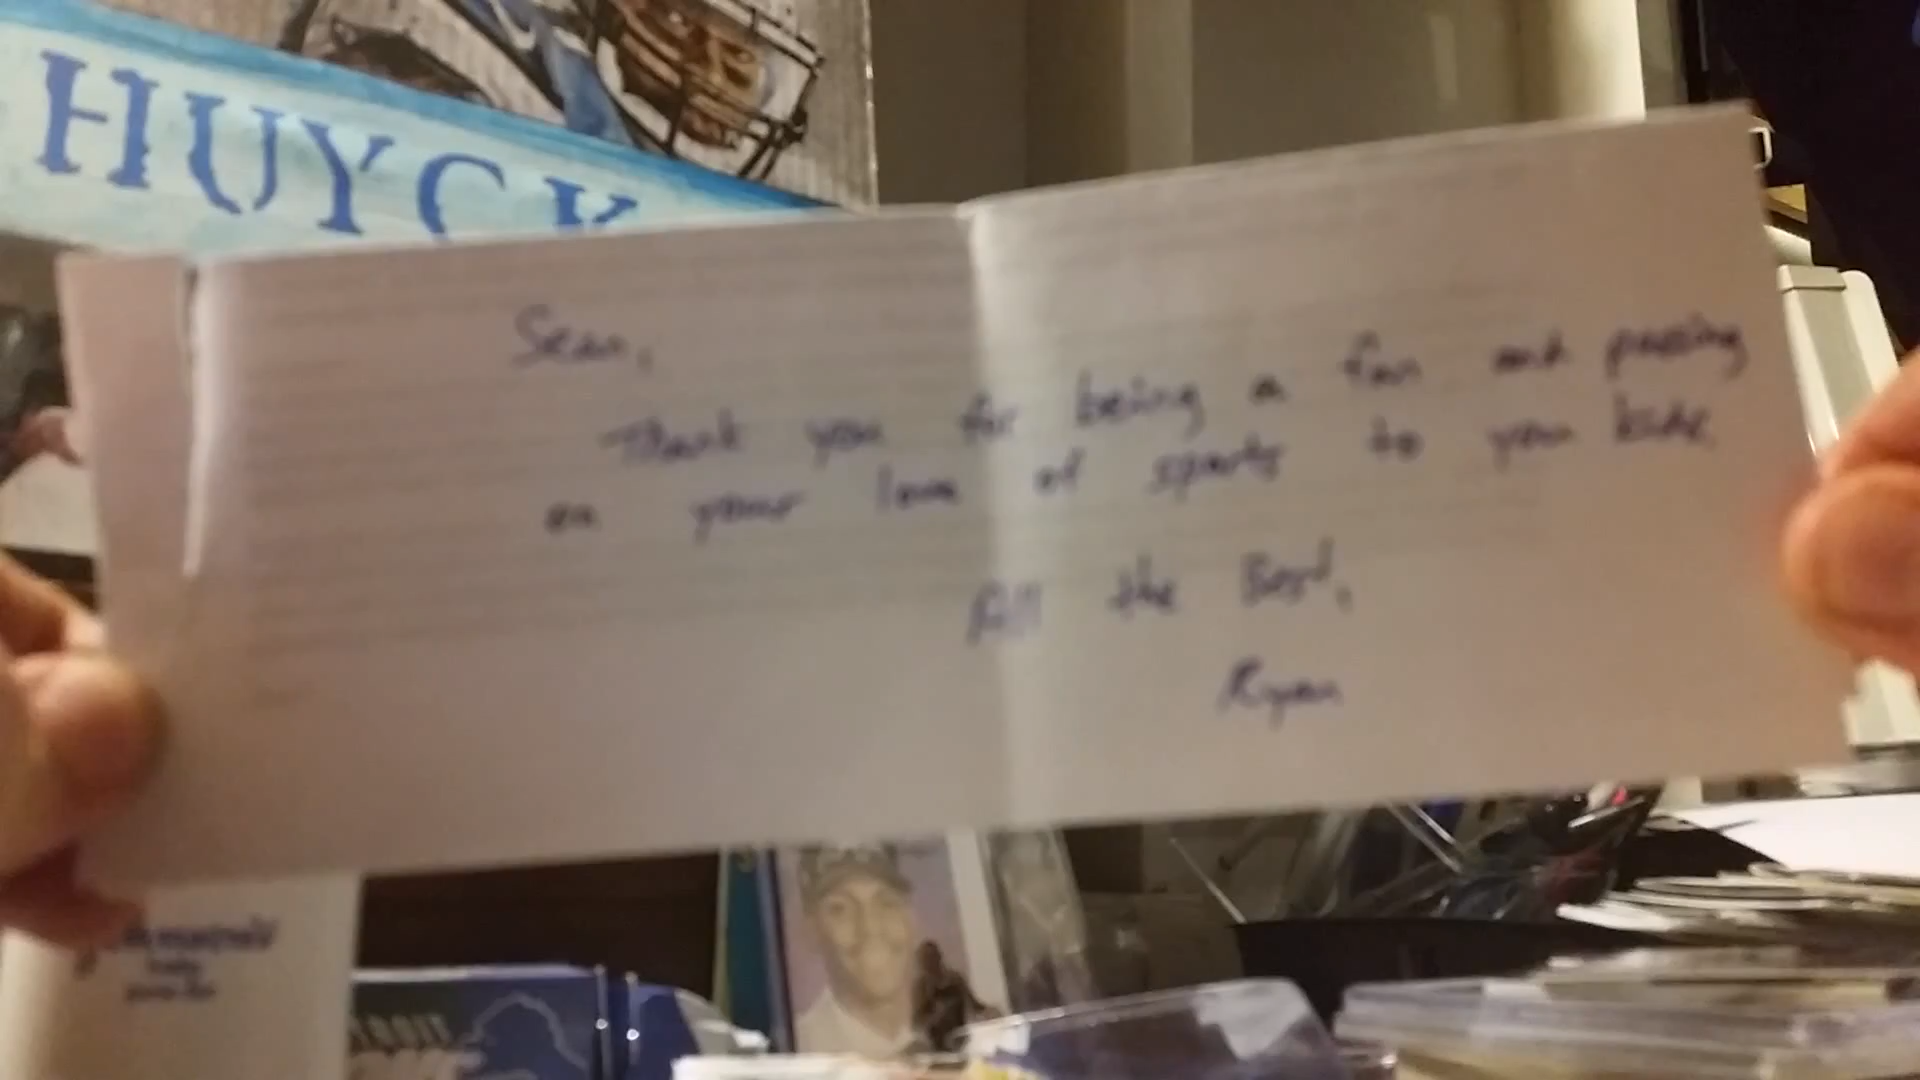 HUYCK
Sean,
Thank you for being a fan and passing
on your love of sports to your kids.
All the Best,
Ryan